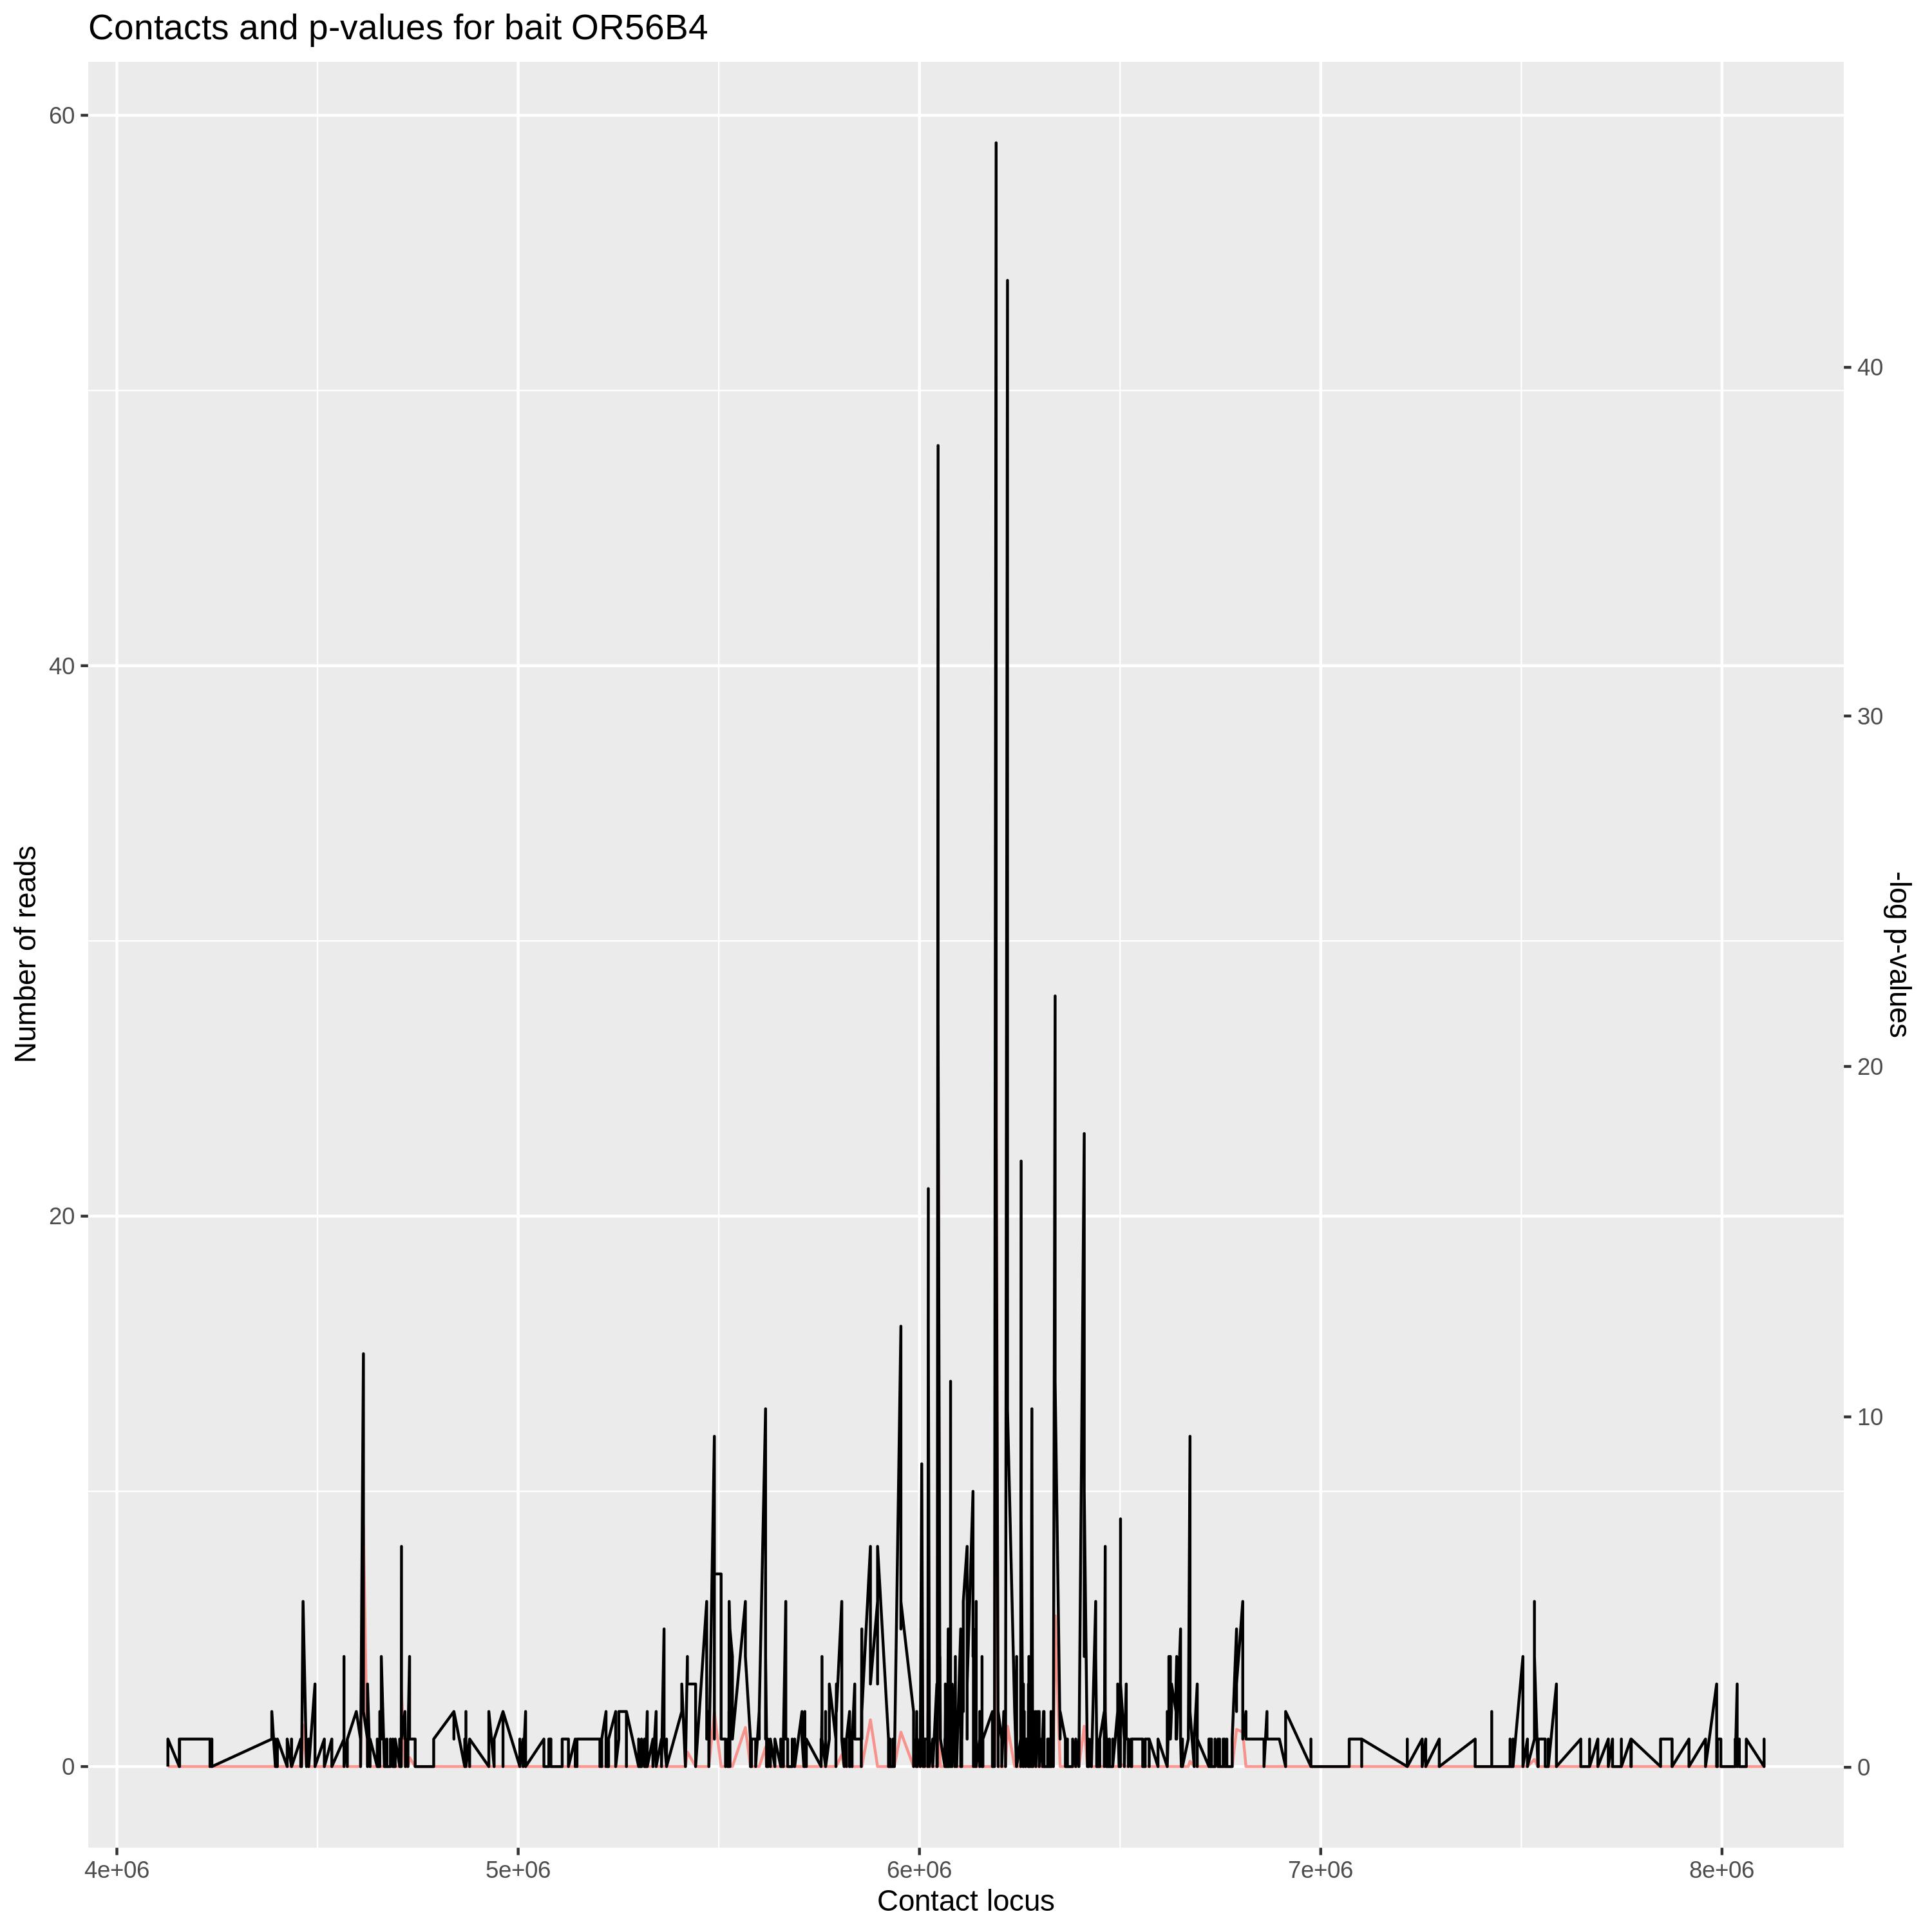 Contacts and p-values for bait OR56B4
60
40
20
0
Number of reads
40
30
20
10
0
-log p-values
4e+06 5e+06 6e+06 7e+06 8e+06
Contact locus